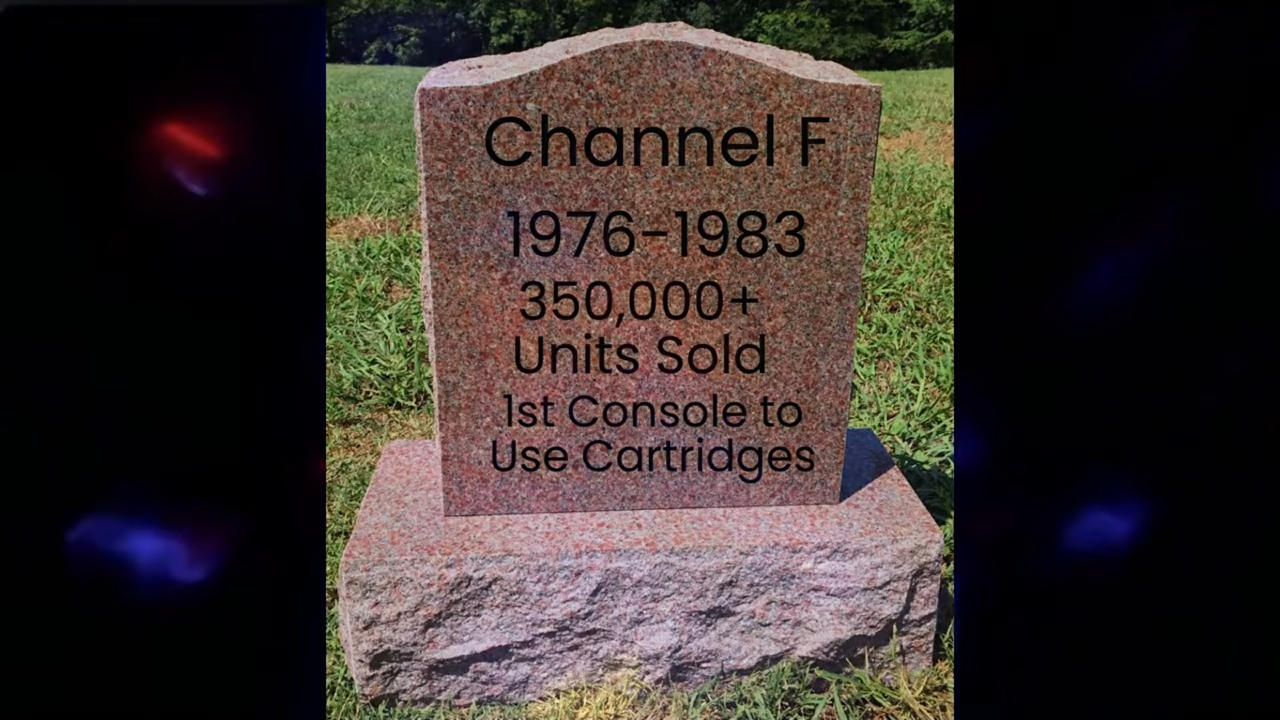 Channel F
1976-1983
350,000+
Units Sold
1st Console to
Use Cartridges